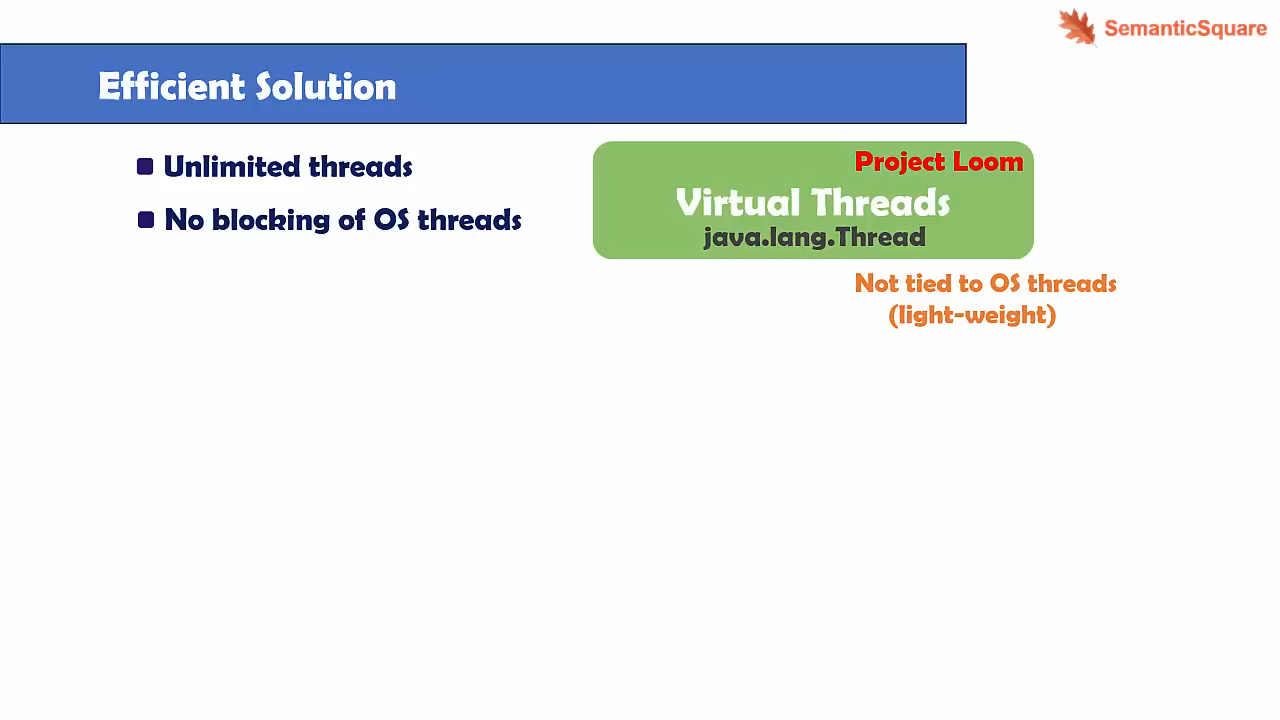 SemanticSquare
Efficient Solution
Unlimited threads
No blocking of OS threads
Project Loom
Virtual Threads
java.lang.Thread
Not tied to OS threads
(light-weight)